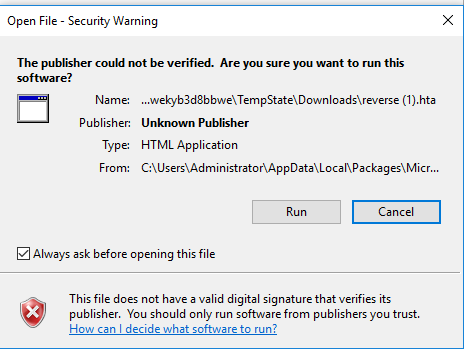 Open File - Security Warning
The publisher could not be verified.  Are you sure you want to run this
software?
Name: ...wekyb3d8bbwe\TempState\Downloads\reverse (1).hta
Publisher: Unknown Publisher
Type: HTML Application
From: C:\Users\Administrator\AppData\Local\Packages\Micr...
Run Cancel
Always ask before opening this file
This file does not have a valid digital signature that verifies its
publisher.  You should only run software from publishers you trust.
How can I decide what software to run?